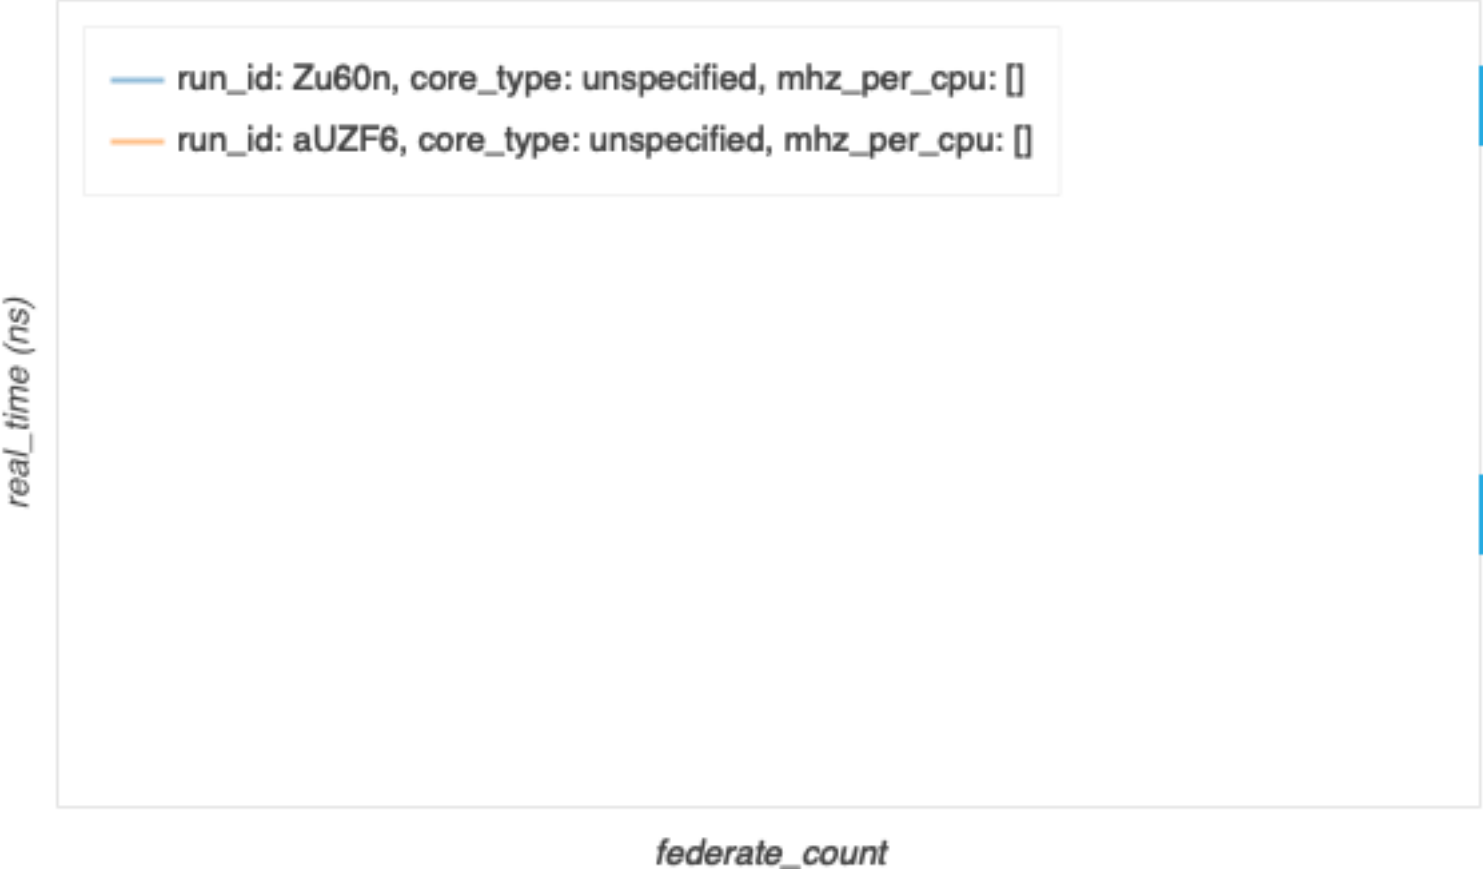 run_id: Zu60n, core_type: unspecified, mhz_per_cpu: []
run_id: aUZF6, core_type: unspecified, mhz_per_cpu: []
real_time (ns)
federate_count